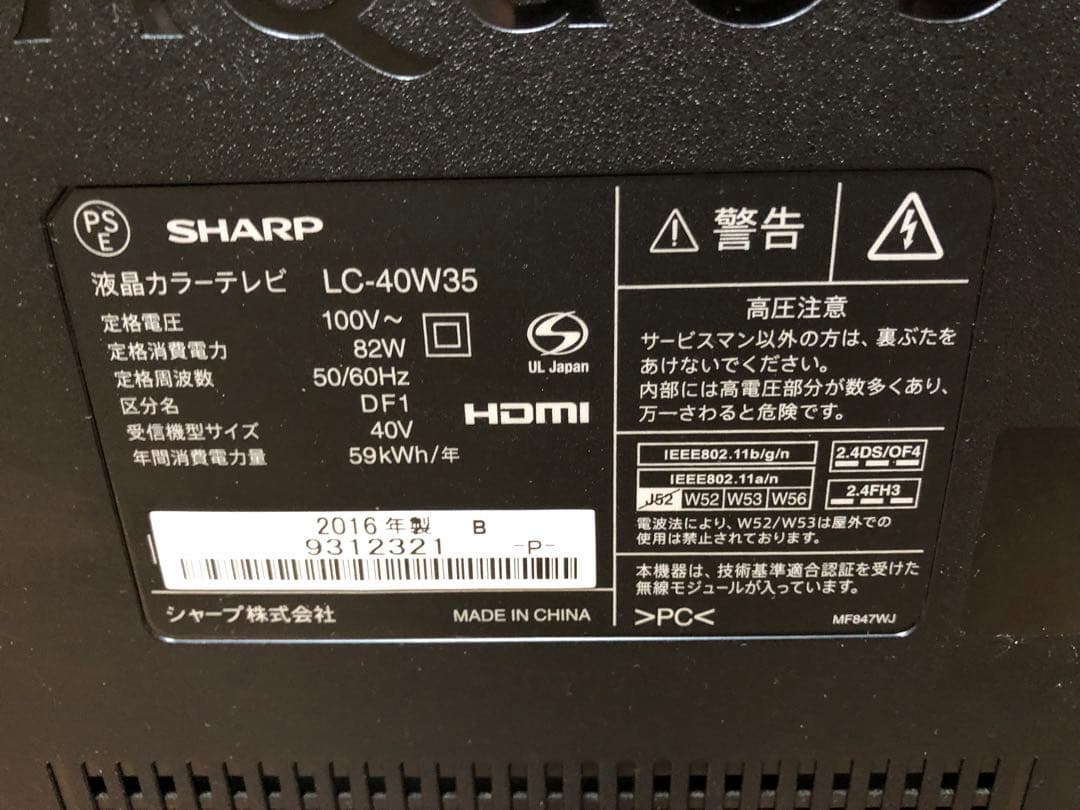 AQUOS
PS
E
SHARP
液晶カラーテレビ LC-40W35
定格電圧 100V～
定格消費電力 82W
定格周波数 50/60Hz
区分名 DF1
受信機型サイズ 40V
年間消費電力量 59kWh/年
UL Japan
HDMI
2016年製 B
9312321 -P-
シャープ株式会社 MADE IN CHINA
警告
高圧注意
サービスマン以外の方は、裏ぶたを
あけないでください。
内部には高電圧部分が数多くあり、
万一さわると危険です。
IEEE802.11b/g/n
IEEE802.11a/n
J52 W52 W53 W56
2.4DS/OF4
2.4FH3
電波法により、W52/W53は屋外での
使用は禁止されております。
本機器は、技術基準適合認証を受けた
無線モジュールが入っています。
>PC< MF847WJ